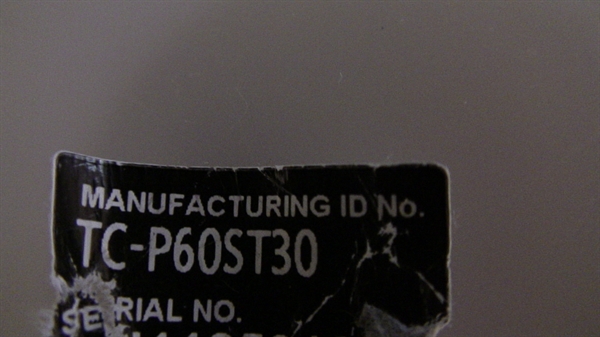 MANUFACTURING ID No.
TC-P60ST30
SERIAL NO.